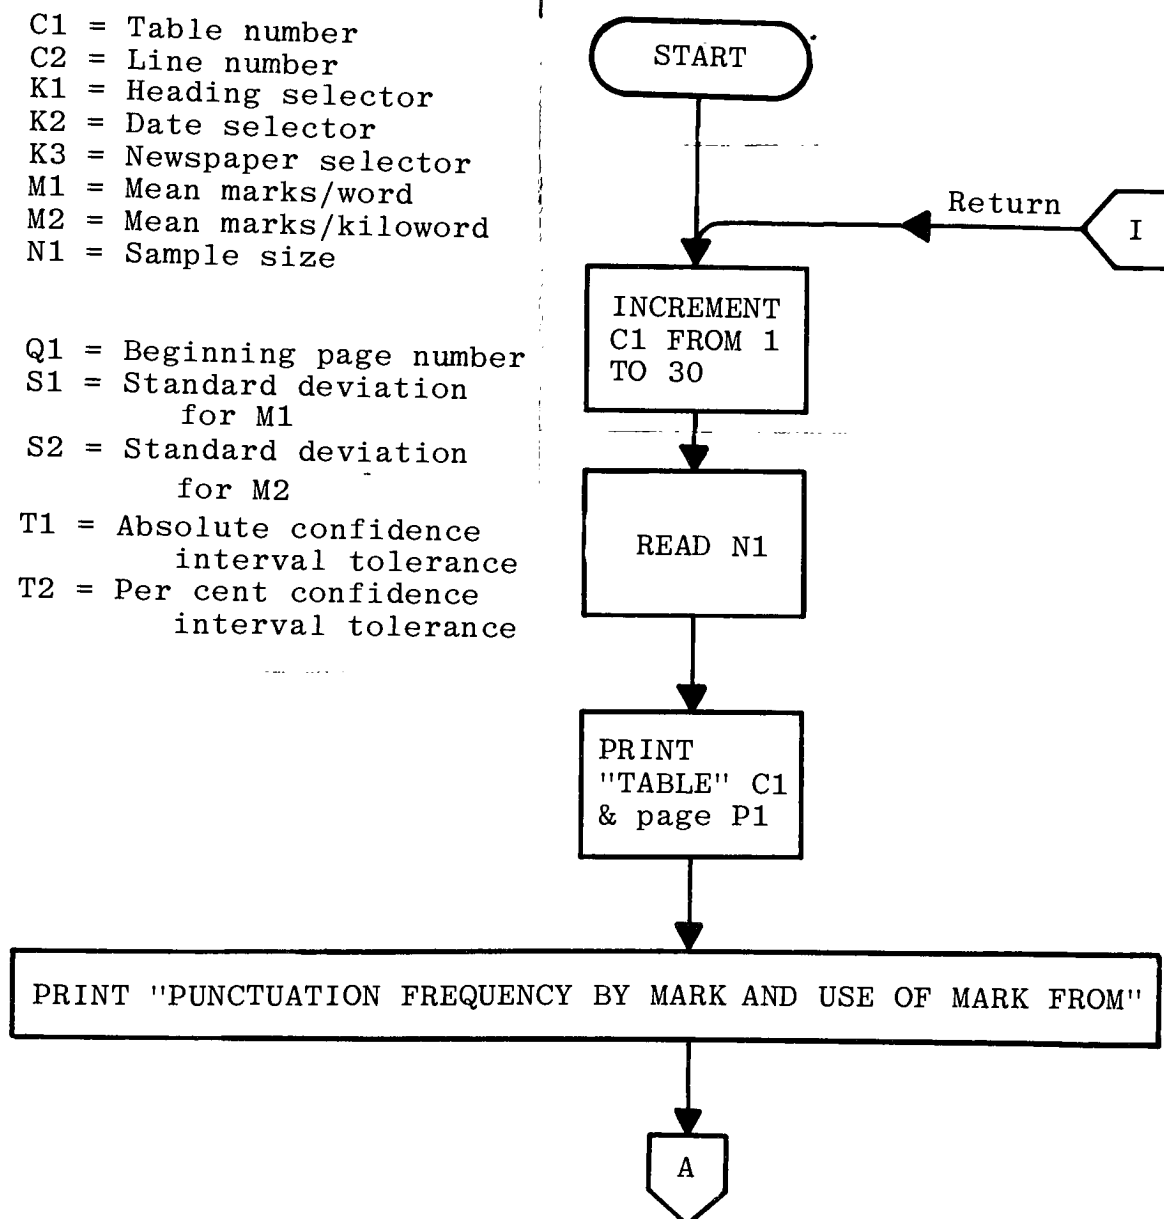 C1 = Table number
C2 = Line number
K1 = Heading selector
K2 = Date selector
K3 = Newspaper selector
M1 = Mean marks/word
M2 = Mean marks/kiloword
N1 = Sample size
Q1 = Beginning page number
S1 = Standard deviation
for M1
S2 = Standard deviation
for M2
T1 = Absolute confidence
interval tolerance
T2 = Per cent confidence
interval tolerance
START
Return
I
INCREMENT
C1 FROM 1
TO 30
READ N1
PRINT
"TABLE" C1
& page P1
PRINT "PUNCTUATION FREQUENCY BY MARK AND USE OF MARK FROM"
A